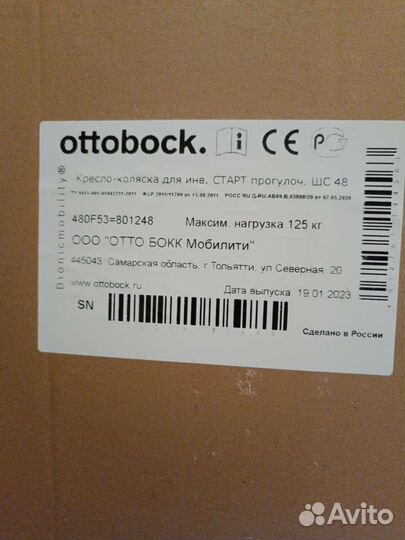 ottobock.
Кресло-коляска для инв. СТАРТ прогулоч. ШС 48
480F53=801248
Максим. нагрузка 125 кг
ООО "ОТТО БОКК Мобилити"
445043 Самарская область, г. Тольятти, ул Северная 20
www.ottobock.ru
Дата выпуска: 19.01.2023
SN
Сделано в России
Bionicmobility®
Avito